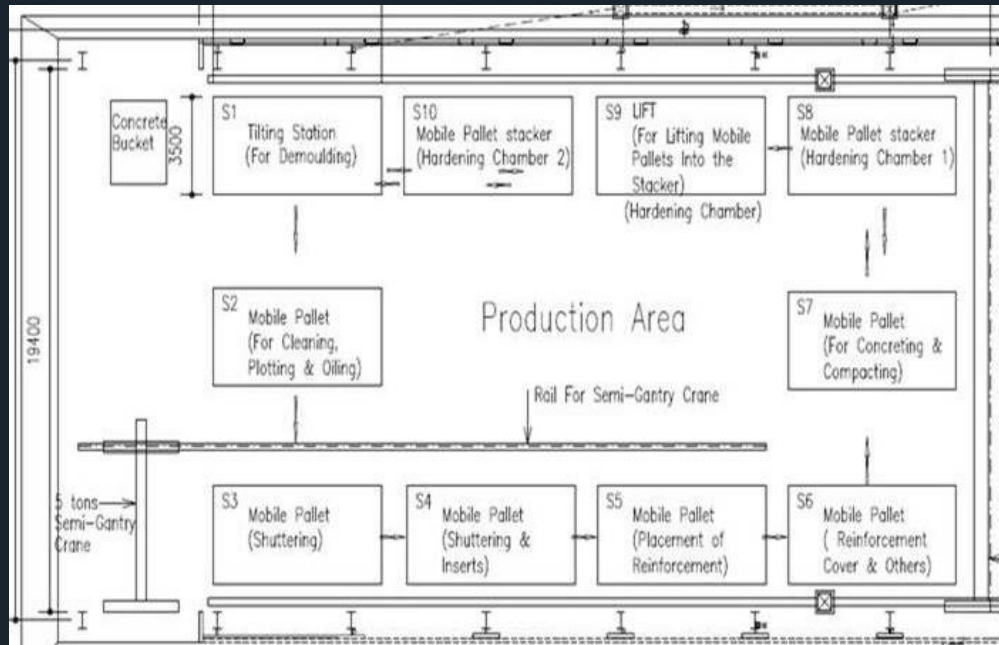 Concrete
Bucket
3500
S1
Tilting Station
(For Demoulding)
S10
Mobile Pallet stacker
(Hardening Chamber 2)
S9 LIFT
(For Lifting Mobile
Pallets Into the
Stacker)
(Hardening Chamber)
S8
Mobile Pallet stacker
(Hardening Chamber 1)
19400
S2
Mobile Pallet
(For Cleaning,
Plotting & Oiling)
Production Area
S7
Mobile Pallet
(For Concreting &
Compacting)
Rail For Semi-Gantry Crane
5 tons
Semi-Gantry
Crane
S3
Mobile Pallet
(Shuttering)
S4
Mobile Pallet
(Shuttering &
Inserts)
S5
Mobile Pallet
(Placement of
Reinforcement)
S6
Mobile Pallet
( Reinforcement
Cover & Others)